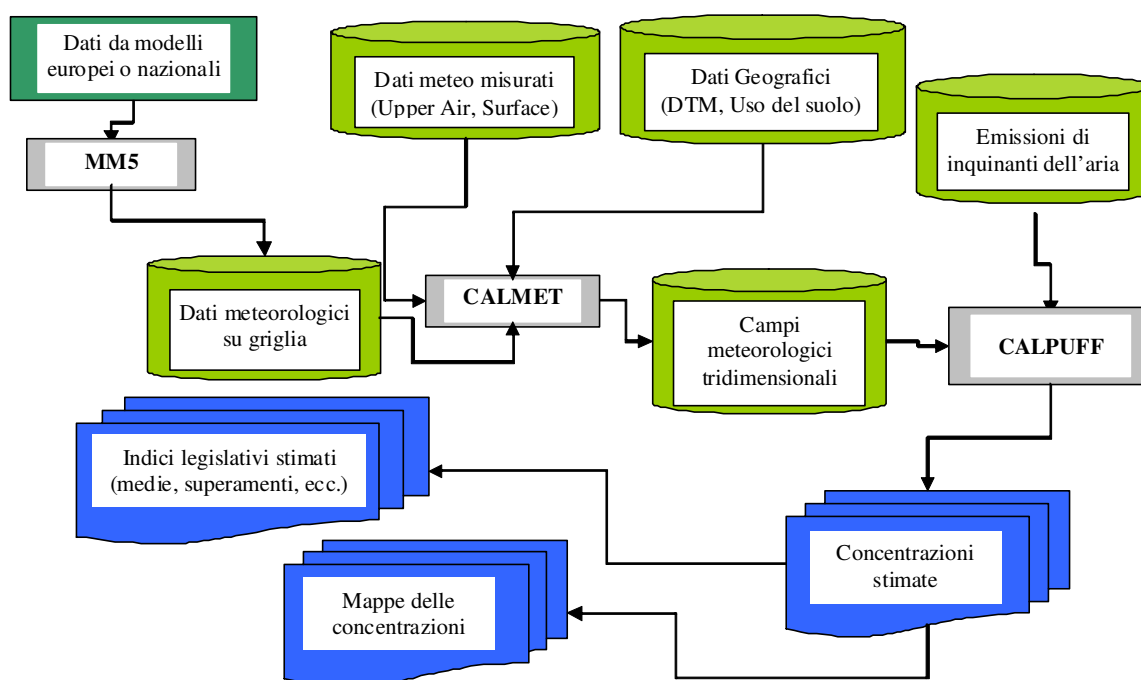 Dati da modelli
europei o nazionali
Dati meteo misurati
(Upper Air, Surface)
Dati Geografici
(DTM, Uso del suolo)
Emissioni di
inquinanti dell’aria
MM5
Dati meteorologici
su griglia
CALMET
Campi
meteorologici
tridimensionali
CALPUFF
Indici legislativi stimati
(medie, superamenti, ecc.)
Concentrazioni
stimate
Mappe delle
concentrazioni